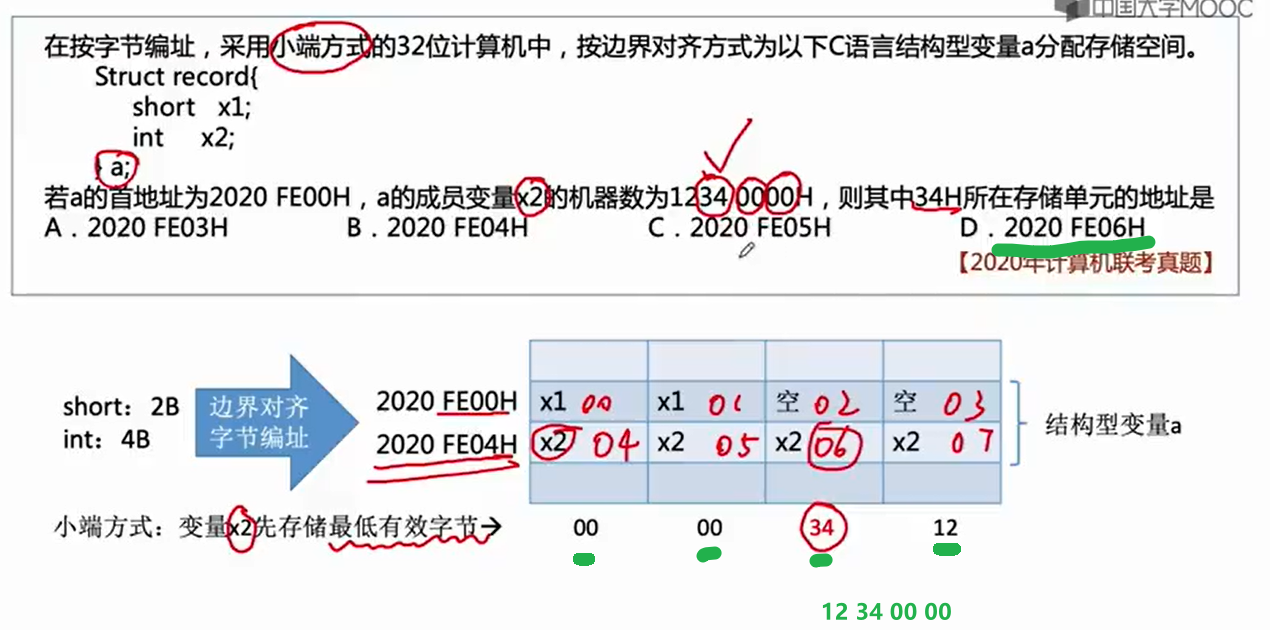 中国大学MOOC
在按字节编址，采用小端方式的32位计算机中，按边界对齐方式为以下C语言结构型变量a分配存储空间。
Struct record{
short x1;
int x2;
} a;
若a的首地址为2020 FE00H，a的成员变量x2的机器数为1234 0000H，则其中34H所在存储单元的地址是
A．2020 FE03H B．2020 FE04H C．2020 FE05H D．2020 FE06H
【2020年计算机联考真题】
short：2B
int：4B
边界对齐
字节编址
2020 FE00H x1 00 x1 01 空 02 空 03
2020 FE04H x2 04 x2 05 x2 06 x2 07
结构型变量a
小端方式：变量x2先存储最低有效字节→ 00 00 34 12
12 34 00 00